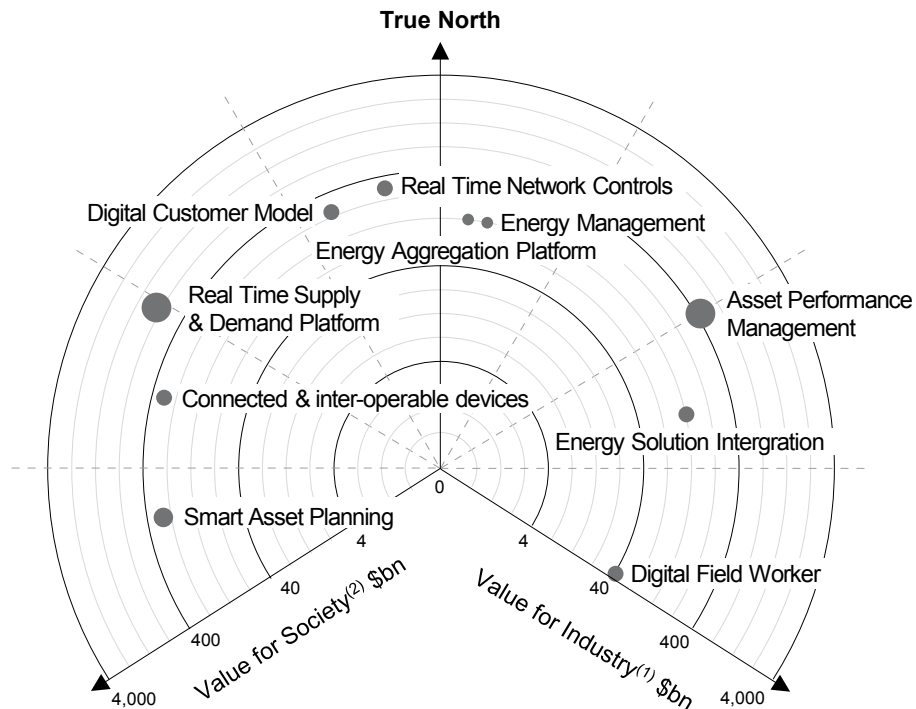 True North
Real Time Network Controls
Digital Customer Model
Energy Management
Energy Aggregation Platform
Real Time Supply
& Demand Platform
Asset Performance
Management
Connected & inter-operable devices
Energy Solution Intergration
0
Smart Asset Planning
4
4
Digital Field Worker
40
40
400
400
4,000
4,000
Value for Society(2) $bn
Value for Industry(1) $bn